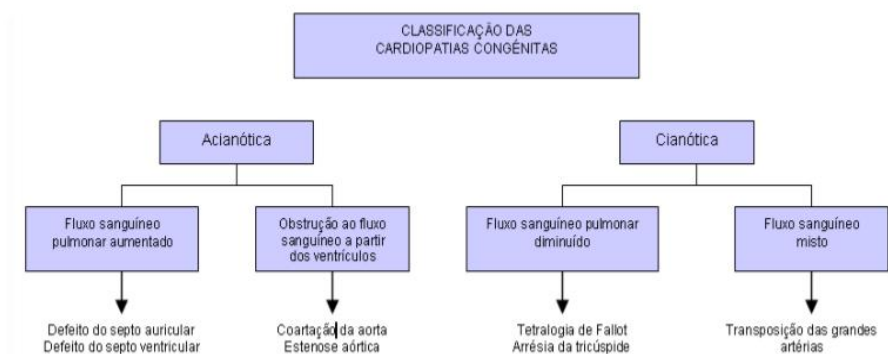 CLASSIFICAÇÃO DAS
CARDIOPATIAS CONGÉNITAS
Acianótica
Cianótica
Fluxo sanguíneo
pulmonar aumentado
Obstrução ao fluxo
sanguíneo a partir
dos ventrículos
Fluxo sanguíneo pulmonar
diminuído
Fluxo sanguíneo
misto
Defeito do septo auricular
Defeito do septo ventricular
Coartação da aorta
Estenose aórtica
Tetralogia de Fallot
Arrésia da tricúspide
Transposição das grandes
artérias